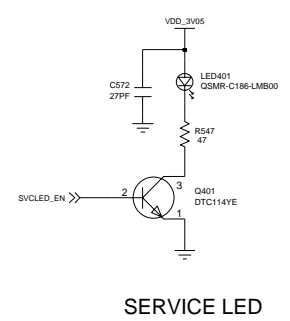 VDD_3V05
LED401
QSMR-C186-LMB00
C572
27PF
R547
47
3
Q401
DTC114YE
SVCLED_EN
2
1
SERVICE LED